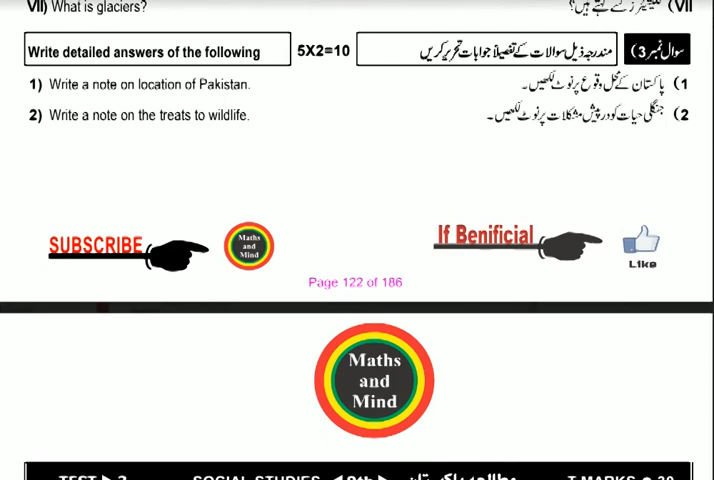 VII) What is glaciers? گلیشیئرز کسے کہتے ہیں؟ (VII
Write detailed answers of the following 5X2=10 مندرجہ ذیل سوالات کے تفصیلاً جوابات تحریر کریں سوال نمبر 3)
1) Write a note on location of Pakistan. پاکستان کے محل وقوع پر نوٹ لکھیں۔ (1
2) Write a note on the treats to wildlife. جنگلی حیات کو درپیش مشکلات پر نوٹ لکھیں۔ (2
SUBSCRIBE Maths and Mind If Benificial Like
Page 122 of 186
Maths
and
Mind
TEST ▶ 3 SOCIAL STUDIES ◀ 9th ▶ مطالعہ پاکستان T.MARKS ● 30